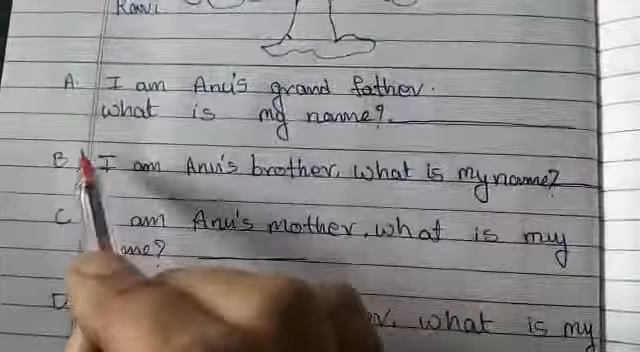 Ravi
A. I am Anu's grand father.
what is my name?
B I am Anu's brother, what is my name?
C. am Anu's mother, what is my
me?
D what is my